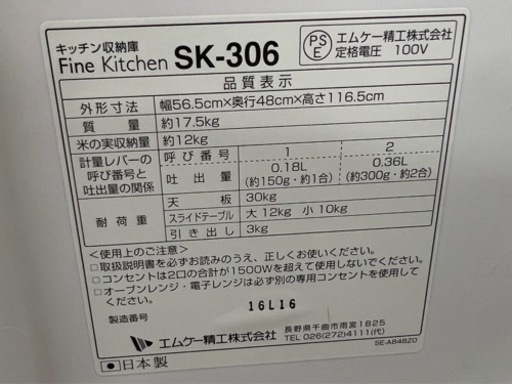 キッチン収納庫
Fine Kitchen SK-306
PS
E
エムケー精工株式会社
定格電圧 100V
品質表示
外形寸法 幅56.5cm×奥行48cm×高さ116.5cm
質量 約17.5kg
米の実収納量 約12kg
計量レバーの呼び番号と吐出量の関係
呼び番号 1 2
吐出量 0.18L (約150g・約1合) 0.36L (約300g・約2合)
耐荷重
天板 30kg
スライドテーブル 大 12kg 小 10kg
引き出し 3kg
<使用上のご注意>
□取扱説明書を必ずお読みのうえ、正しくお使いください。
□コンセントは2口の合計が1500Wを超えて使用しないでください。
□オーブンレンジ・電子レンジは必ず別の専用コンセントを使用して
ください。
製造番号 16L16
エムケー精工株式会社
長野県千曲市雨宮1825
TEL 026(272)4111(代)
日本製
SE-A848Z0